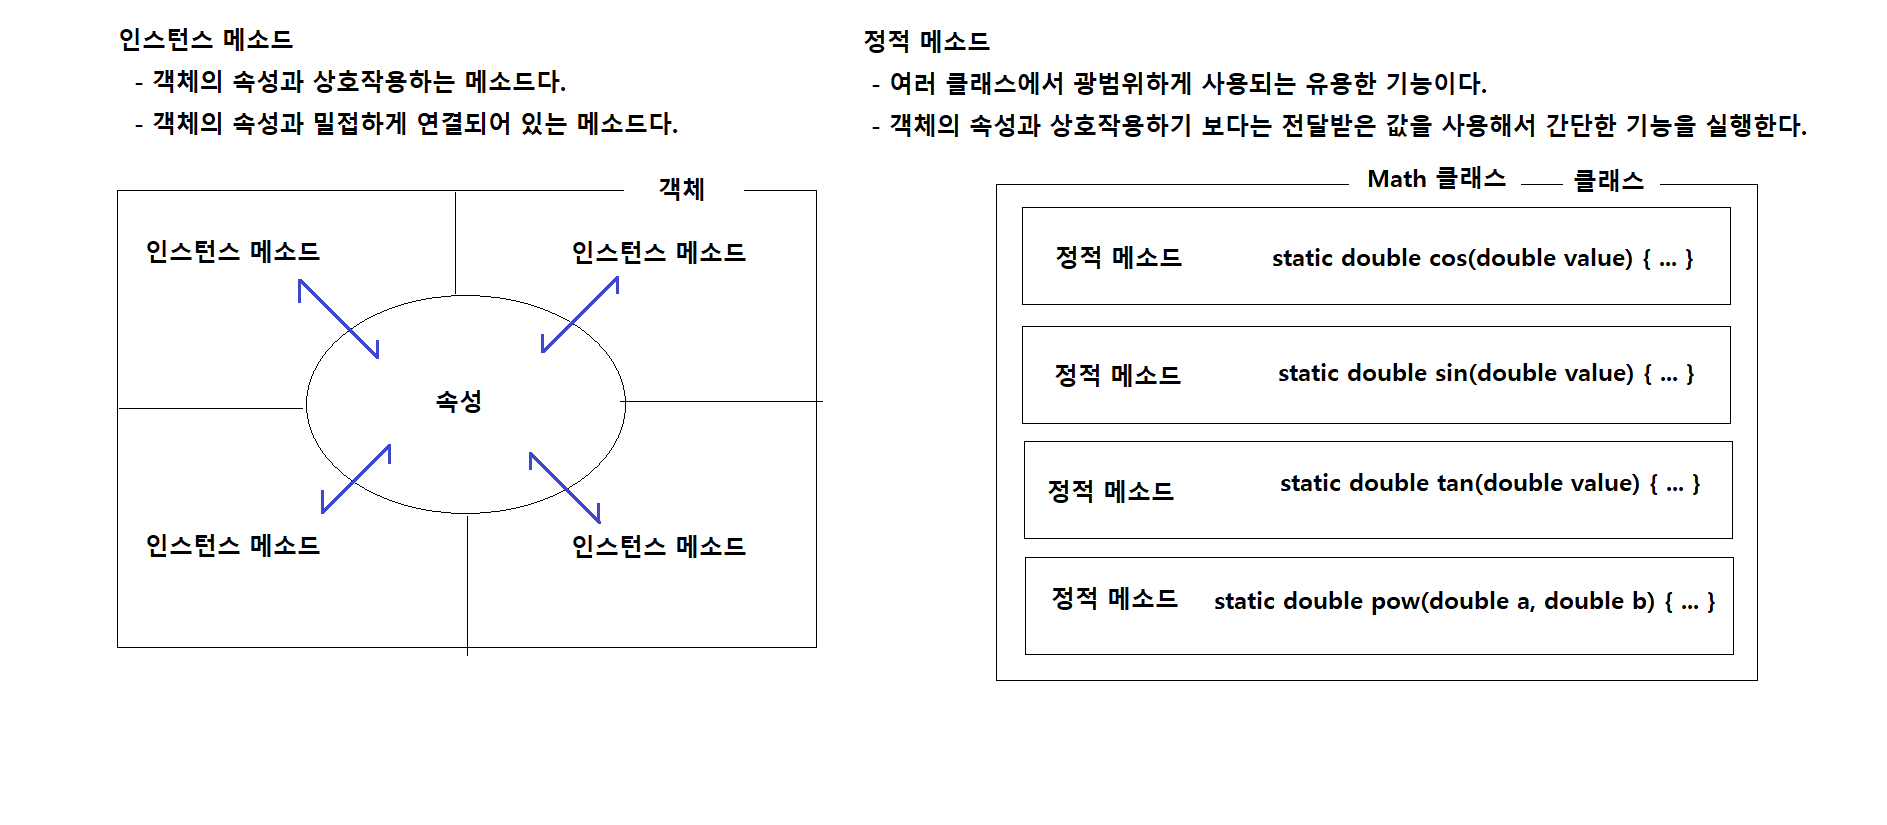 인스턴스 메소드
- 객체의 속성과 상호작용하는 메소드다.
- 객체의 속성과 밀접하게 연결되어 있는 메소드다.
객체
인스턴스 메소드
인스턴스 메소드
속성
인스턴스 메소드
인스턴스 메소드
정적 메소드
- 여러 클래스에서 광범위하게 사용되는 유용한 기능이다.
- 객체의 속성과 상호작용하기 보다는 전달받은 값을 사용해서 간단한 기능을 실행한다.
Math 클래스
클래스
정적 메소드 static double cos(double value) { ... }
정적 메소드 static double sin(double value) { ... }
정적 메소드 static double tan(double value) { ... }
정적 메소드 static double pow(double a, double b) { ... }